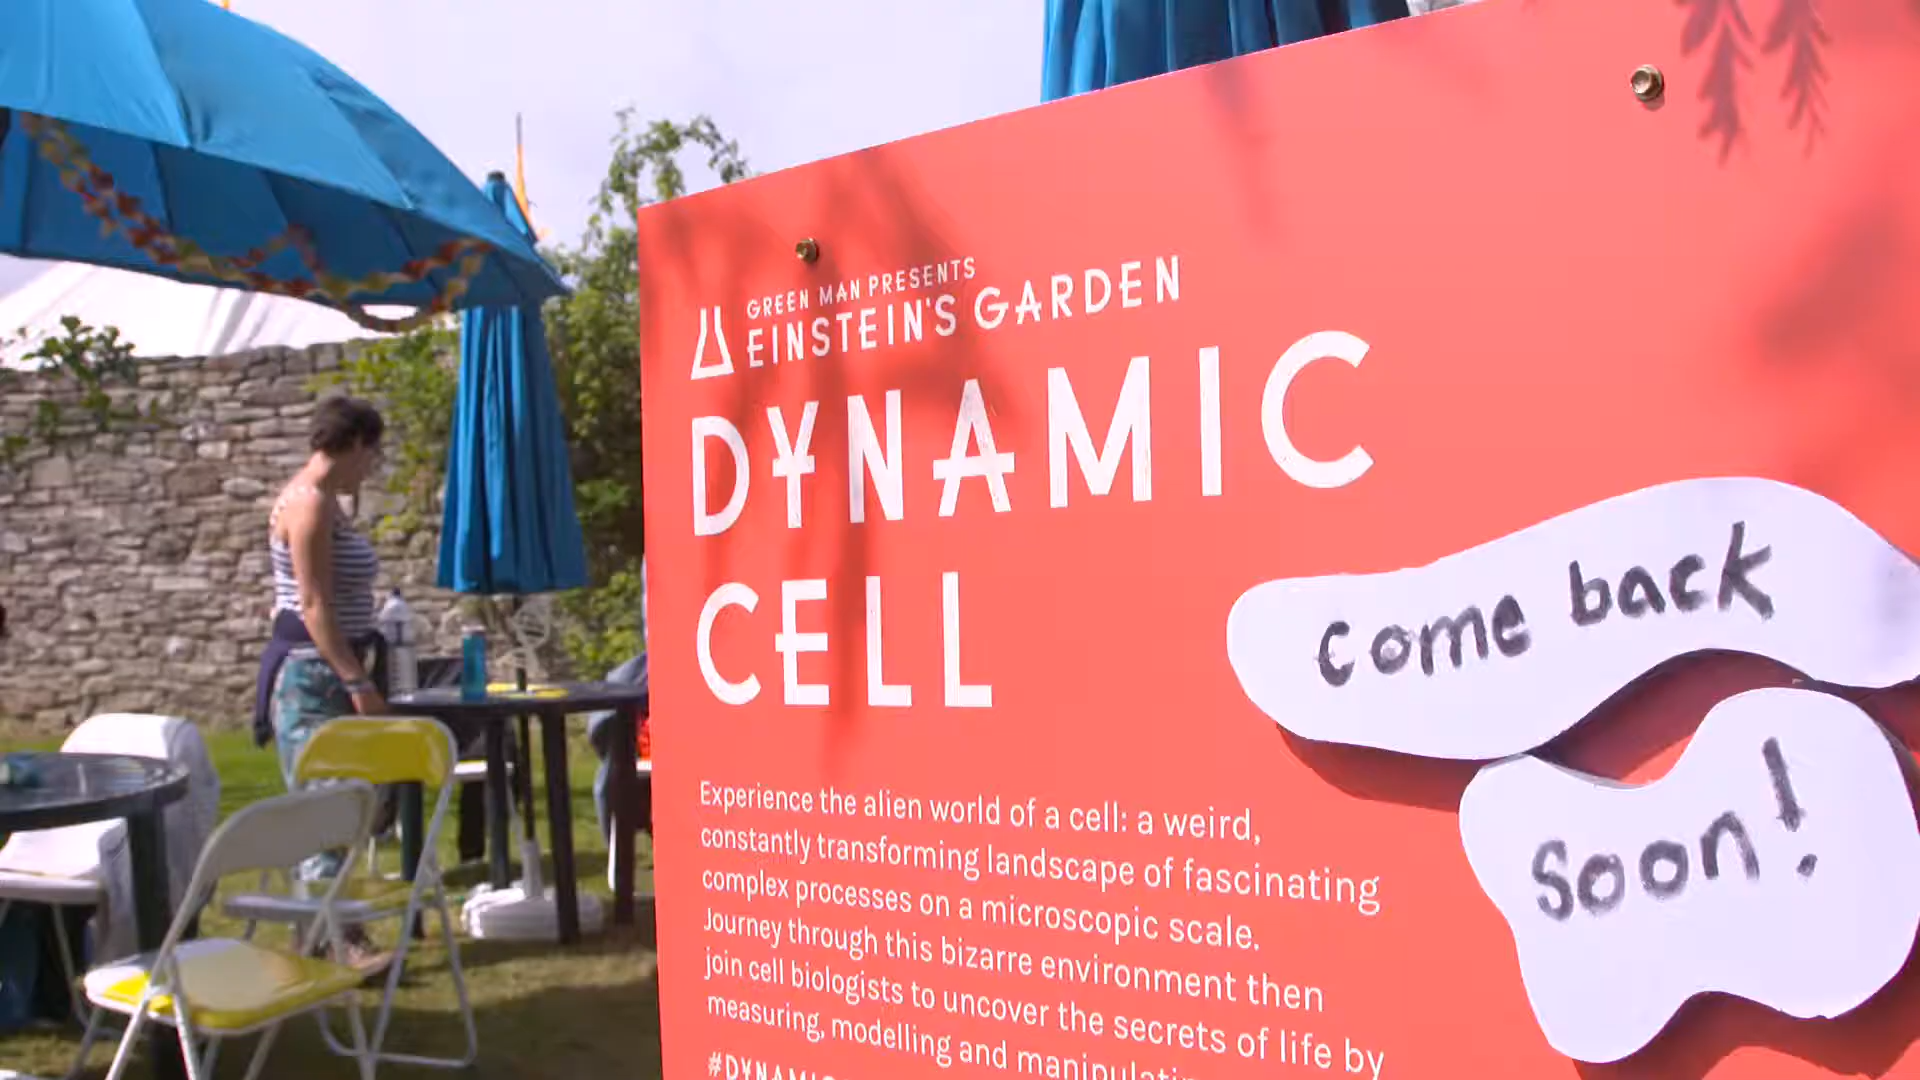 GREEN MAN PRESENTS
EINSTEIN'S GARDEN
DYNAMIC
CELL
Come back
Soon!
Experience the alien world of a cell: a weird,
constantly transforming landscape of fascinating
complex processes on a microscopic scale.
Journey through this bizarre environment then
join cell biologists to uncover the secrets of life by
measuring, modelling and